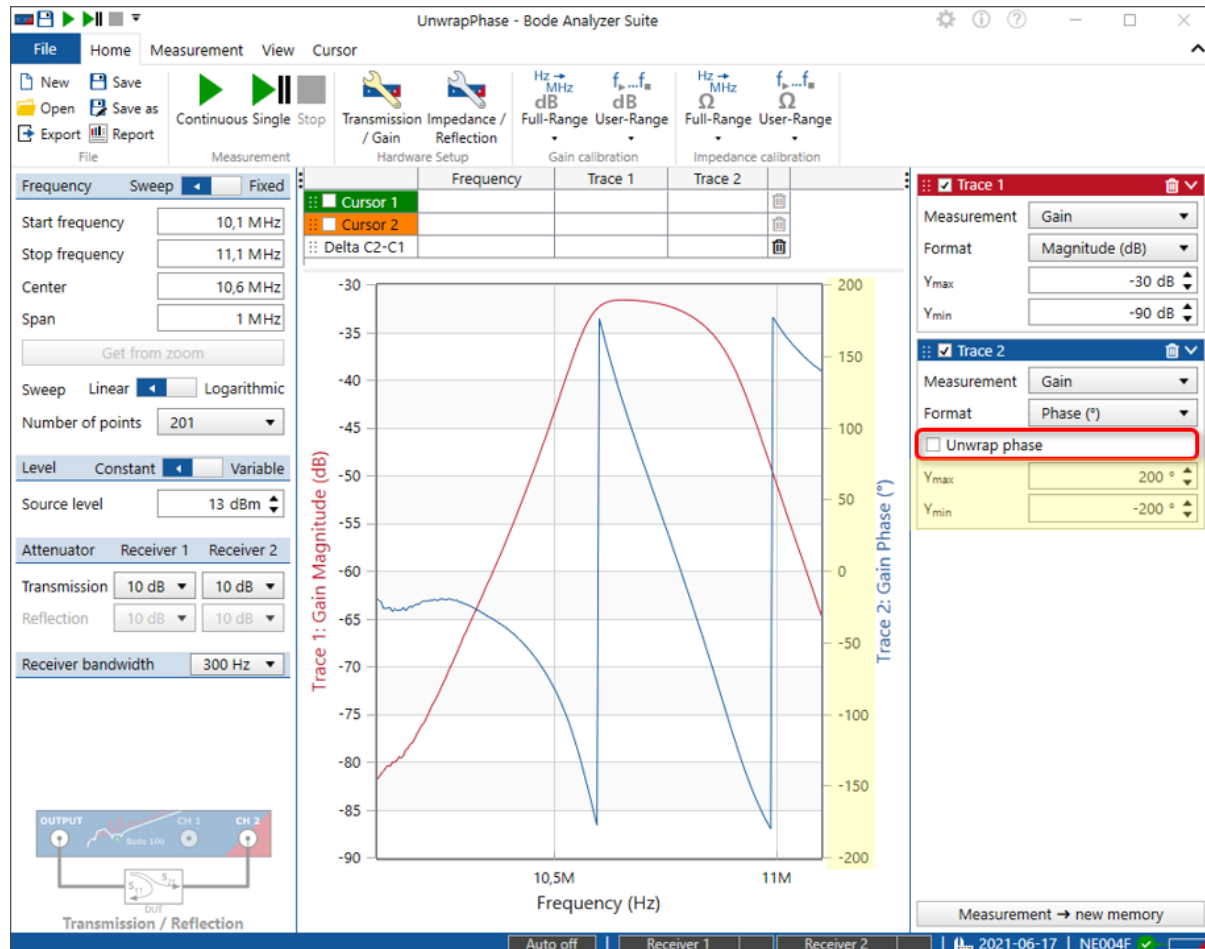 UnwrapPhase - Bode Analyzer Suite
File Home Measurement View Cursor
New Save
Open Save as
Export Report
File
Continuous Single Stop
Measurement
Transmission / Gain
Impedance / Reflection
Hardware Setup
Hz → MHz dB Full-Range
f...f dB User-Range
Gain calibration
Hz → MHz Ω Full-Range
f...f Ω User-Range
Impedance calibration
Frequency Sweep Fixed
Start frequency 10,1 MHz
Stop frequency 11,1 MHz
Center 10,6 MHz
Span 1 MHz
Get from zoom
Sweep Linear Logarithmic
Number of points 201
Level Constant Variable
Source level 13 dBm
Attenuator Receiver 1 Receiver 2
Transmission 10 dB 10 dB
Reflection 10 dB 10 dB
Receiver bandwidth 300 Hz
OUTPUT CH 1 CH 2
Bode 100
S11 S21
DUT
Transmission / Reflection
Frequency Trace 1 Trace 2
Cursor 1
Cursor 2
Delta C2-C1
Trace 1: Gain Magnitude (dB)
-30
-35
-40
-45
-50
-55
-60
-65
-70
-75
-80
-85
-90
200
150
100
50
0
-50
-100
-150
-200
Trace 2: Gain Phase (°)
10,5M 11M
Frequency (Hz)
Trace 1
Measurement Gain
Format Magnitude (dB)
Ymax -30 dB
Ymin -90 dB
Trace 2
Measurement Gain
Format Phase (°)
Unwrap phase
Ymax 200 °
Ymin -200 °
Measurement → new memory
Auto off Receiver 1 Receiver 2 2021-06-17 NE004F